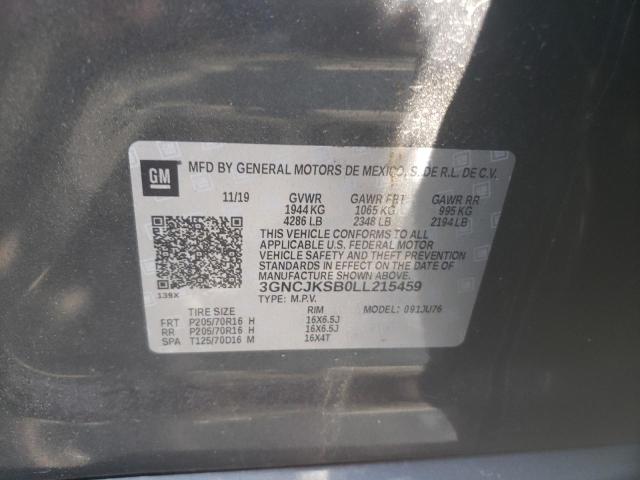 GM
MFD BY GENERAL MOTORS DE MEXICO, S. DE R.L. DE C.V.
11/19 GVWR GAWR FRT GAWR RR
1944 KG 1065 KG 995 KG
4286 LB 2348 LB 2194 LB
THIS VEHICLE CONFORMS TO ALL
APPLICABLE U.S. FEDERAL MOTOR
VEHICLE SAFETY AND THEFT PREVENTION
STANDARDS IN EFFECT ON THE DATE OF
MANUFACTURE SHOWN ABOVE.
139X 3GNCJKSB0LL215459
TYPE: M.P.V. MODEL: 091JU76
TIRE SIZE RIM
FRT P205/70R16 H 16X6.5J
RR P205/70R16 H 16X6.5J
SPA T125/70D16 M 16X4T